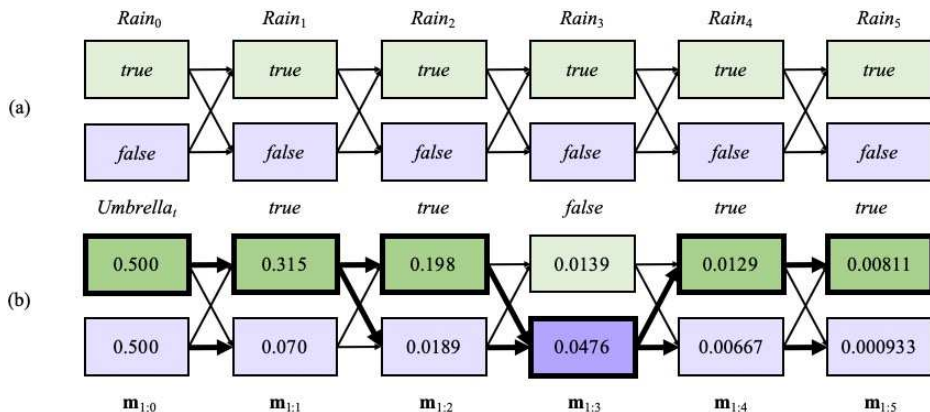 Rain₀ Rain₁ Rain₂ Rain₃ Rain₄ Rain₅
true true true true true true
(a)
false false false false false false
Umbrellaₜ true true false true true
0.500 0.315 0.198 0.0139 0.0129 0.00811
(b)
0.500 0.070 0.0189 0.0476 0.00667 0.000933
m₁:₀ m₁:₁ m₁:₂ m₁:₃ m₁:₄ m₁:₅